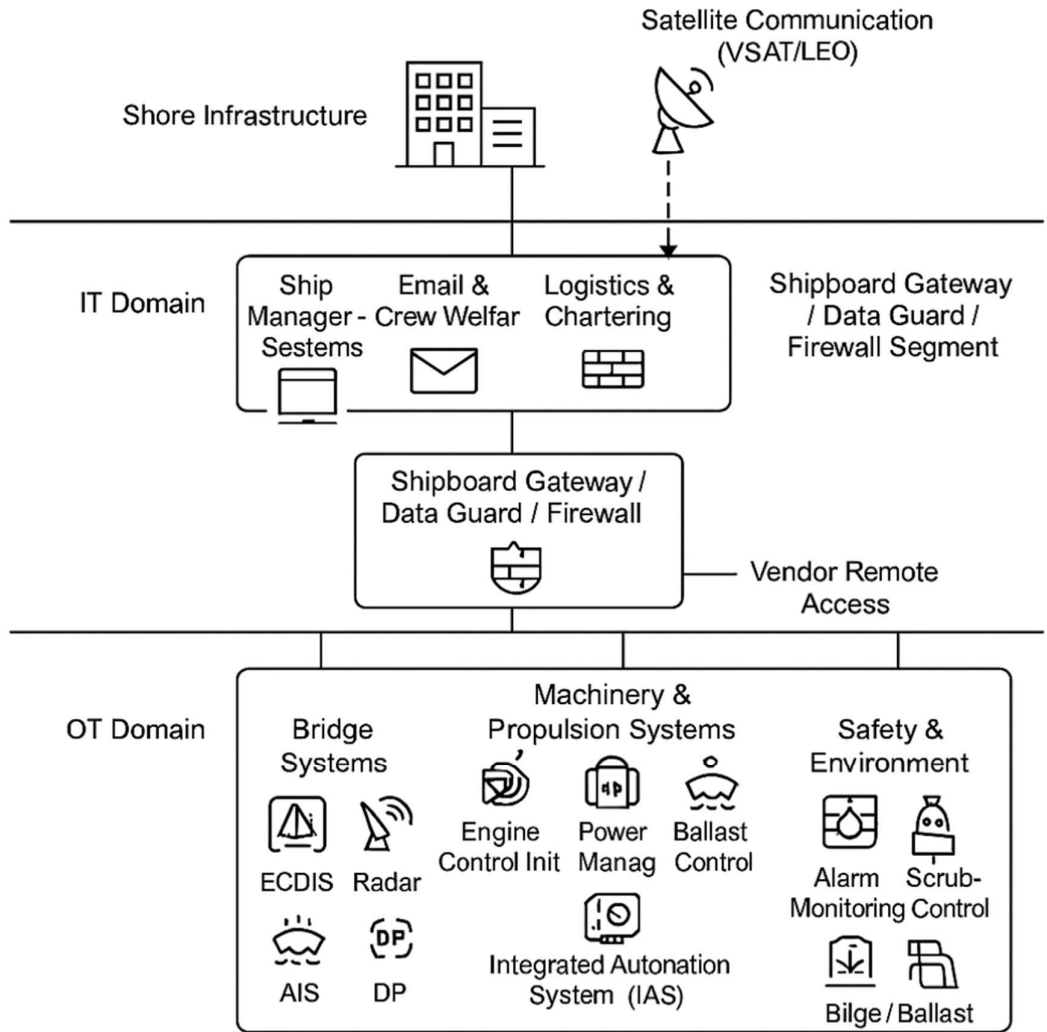 Satellite Communication
(VSAT/LEO)
Shore Infrastructure
IT Domain
Ship
Manager-
Sestems
Email &
Crew Welfar
Logistics &
Chartering
Shipboard Gateway
/ Data Guard /
Firewall Segment
Shipboard Gateway /
Data Guard / Firewall
Vendor Remote
Access
OT Domain
Bridge
Systems
ECDIS
Radar
AIS
DP
DP
Machinery &
Propulsion Systems
Engine
Control Init
Power
Manag
Ballast
Control
Integrated Autonation
System (IAS)
Safety &
Environment
Alarm
Monitoring
Scrub-
Control
Bilge / Ballast